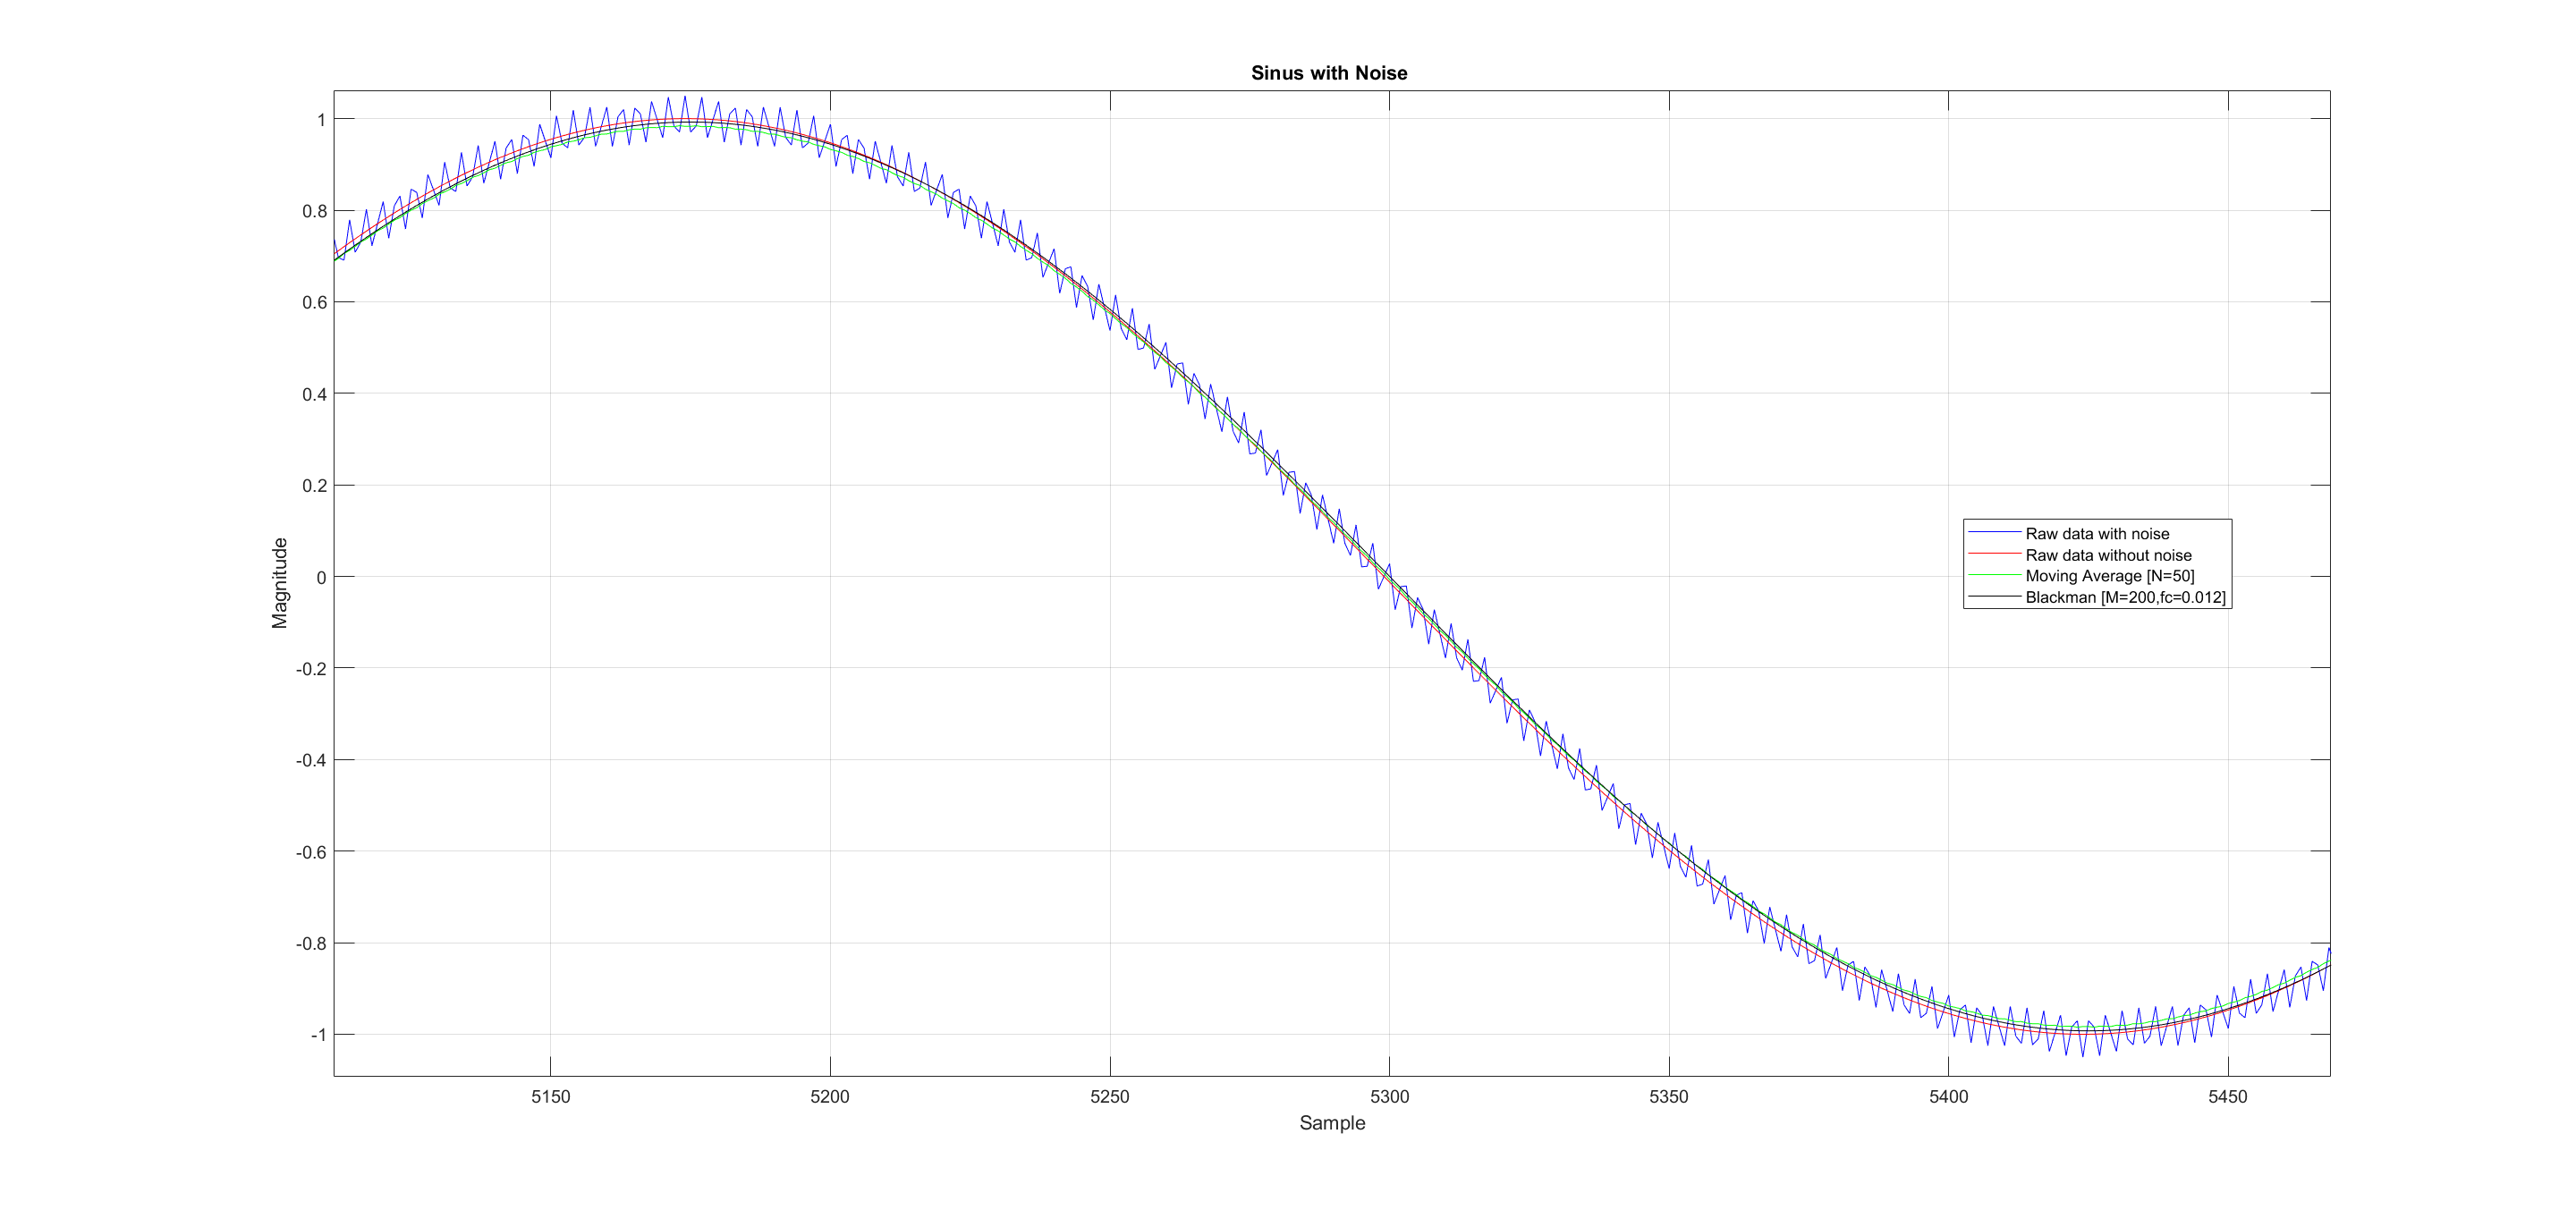 Sinus with Noise
1
0.8
0.6
0.4
0.2
0
-0.2
-0.4
-0.6
-0.8
-1
Magnitude
Raw data with noise
Raw data without noise
Moving Average [N=50]
Blackman [M=200,fc=0.012]
5150 5200 5250 5300 5350 5400 5450
Sample